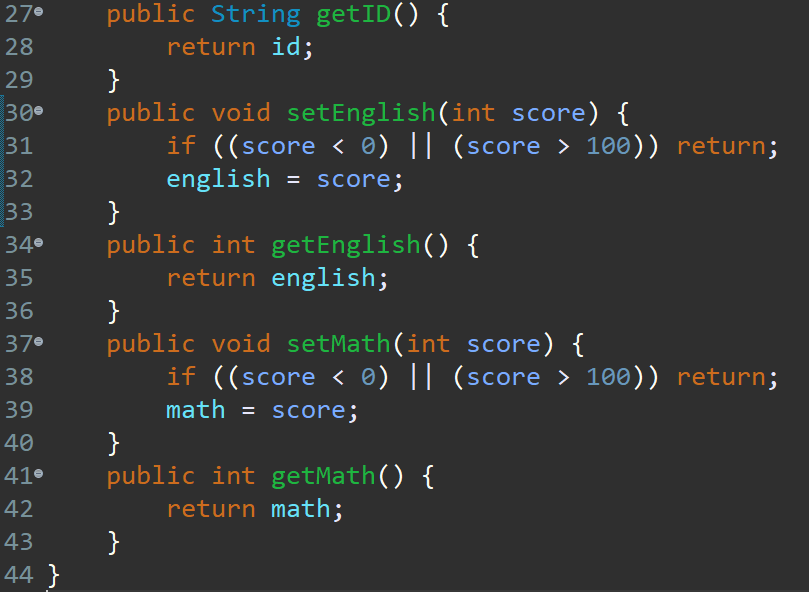 27 public String getID() {
28 return id;
29 }
30 public void setEnglish(int score) {
31 if ((score < 0) || (score > 100)) return;
32 english = score;
33 }
34 public int getEnglish() {
35 return english;
36 }
37 public void setMath(int score) {
38 if ((score < 0) || (score > 100)) return;
39 math = score;
40 }
41 public int getMath() {
42 return math;
43 }
44 }